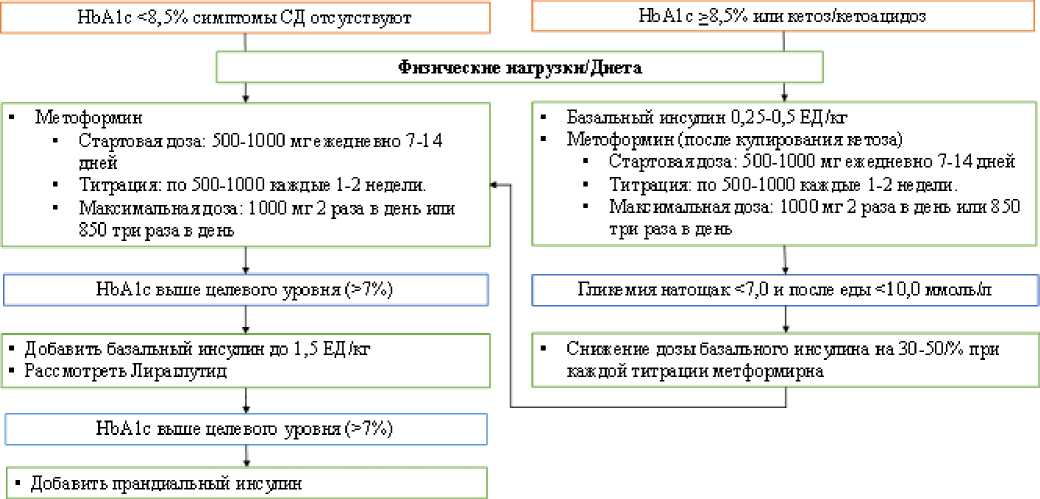 HbA1c <8,5% симптомы СД отсутствуют
HbA1c ≥8,5% или кетоз/кетоацидоз
Физические нагрузки/Диета
▪ Метоформин
▪ Стартовая доза: 500-1000 мг ежедневно 7-14
дней
▪ Титрация: по 500-1000 каждые 1-2 недели.
▪ Максимальная доза: 1000 мг 2 раза в день или
850 три раза в день
▪ Базальный инсулин 0,25-0,5 ЕД/кг
▪ Метоформин (после купирования кетоза)
▪ Стартовая доза: 500-1000 мг ежедневно 7-14 дней
▪ Титрация: по 500-1000 каждые 1-2 недели.
▪ Максимальная доза: 1000 мг 2 раза в день или 850
три раза в день
HbA1c выше целевого уровня (>7%)
Гликемия натощак <7,0 и после еды <10,0 ммоль/л
▪ Добавить базальный инсулин до 1,5 ЕД/кг
▪ Рассмотреть Лираглутид
▪ Снижение дозы базального инсулина на 30-50/% при
каждой титрации метформирна
HbA1c выше целевого уровня (>7%)
▪ Добавить прандиальный инсулин